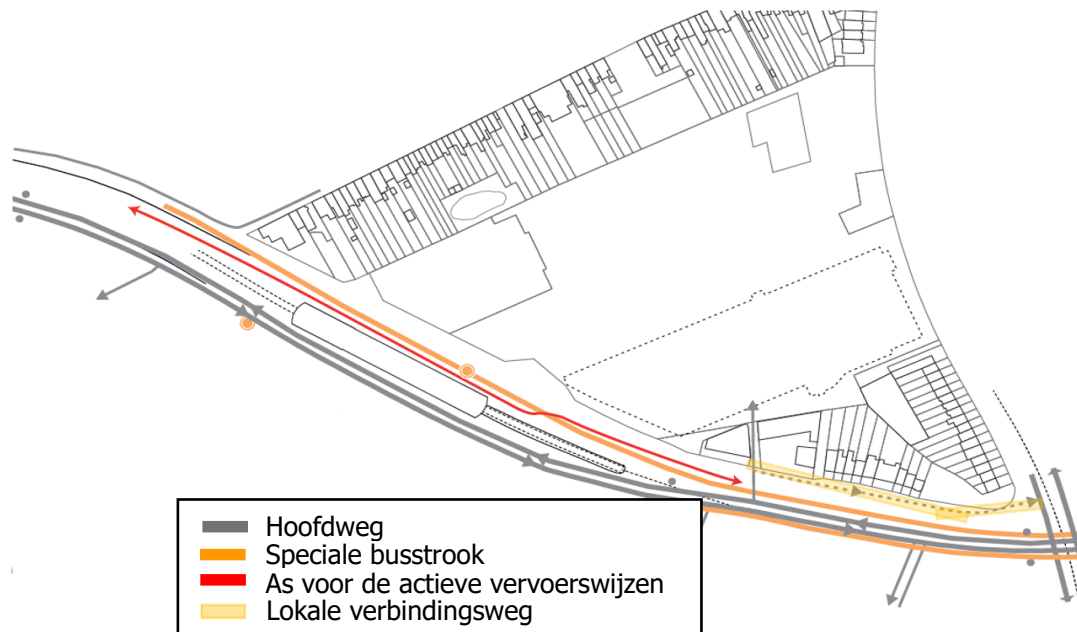 Hoofdweg
Speciale busstrook
As voor de actieve vervoerswijzen
Lokale verbindingsweg